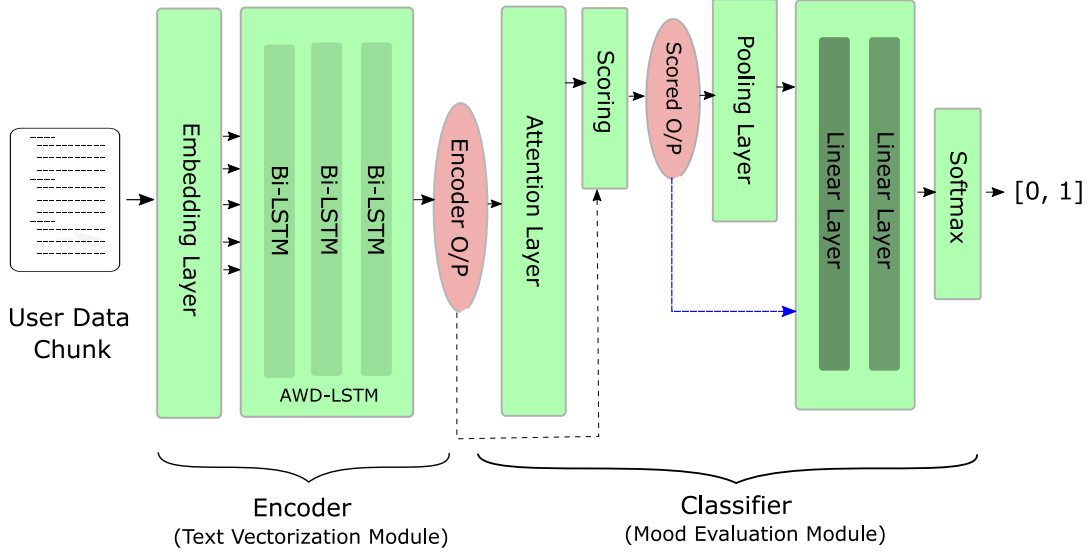 User Data
Chunk
Embedding Layer
Bi-LSTM
Bi-LSTM
Bi-LSTM
AWD-LSTM
Encoder O/P
Attention Layer
Scoring
Scored O/P
Pooling Layer
Linear Layer
Linear Layer
Softmax
[0, 1]
Encoder
(Text Vectorization Module)
Classifier
(Mood Evaluation Module)